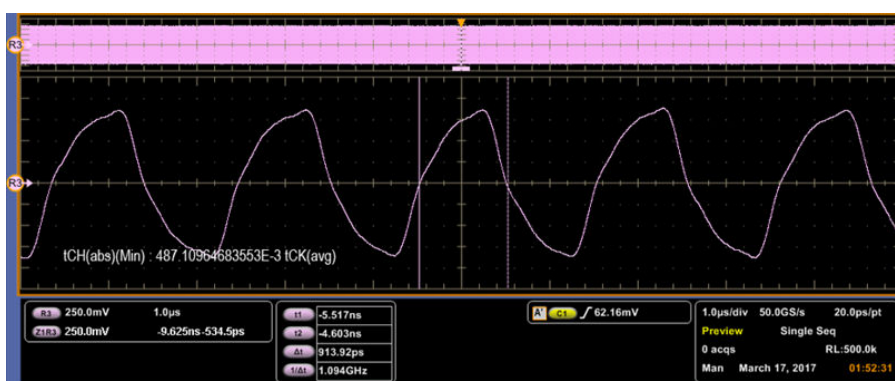 R3
R3
tCH(abs)(Min) : 487.10964683553E-3 tCK(avg)
R3 250.0mV 1.0µs
Z1R3 250.0mV -9.625ns-534.5ps
t1 -5.517ns
t2 -4.603ns
Δt 913.92ps
1/Δt 1.094GHz
A' C1 62.16mV
1.0µs/div 50.0GS/s 20.0ps/pt
Preview Single Seq
0 acqs RL:500.0k
Man March 17, 2017 01:52:31